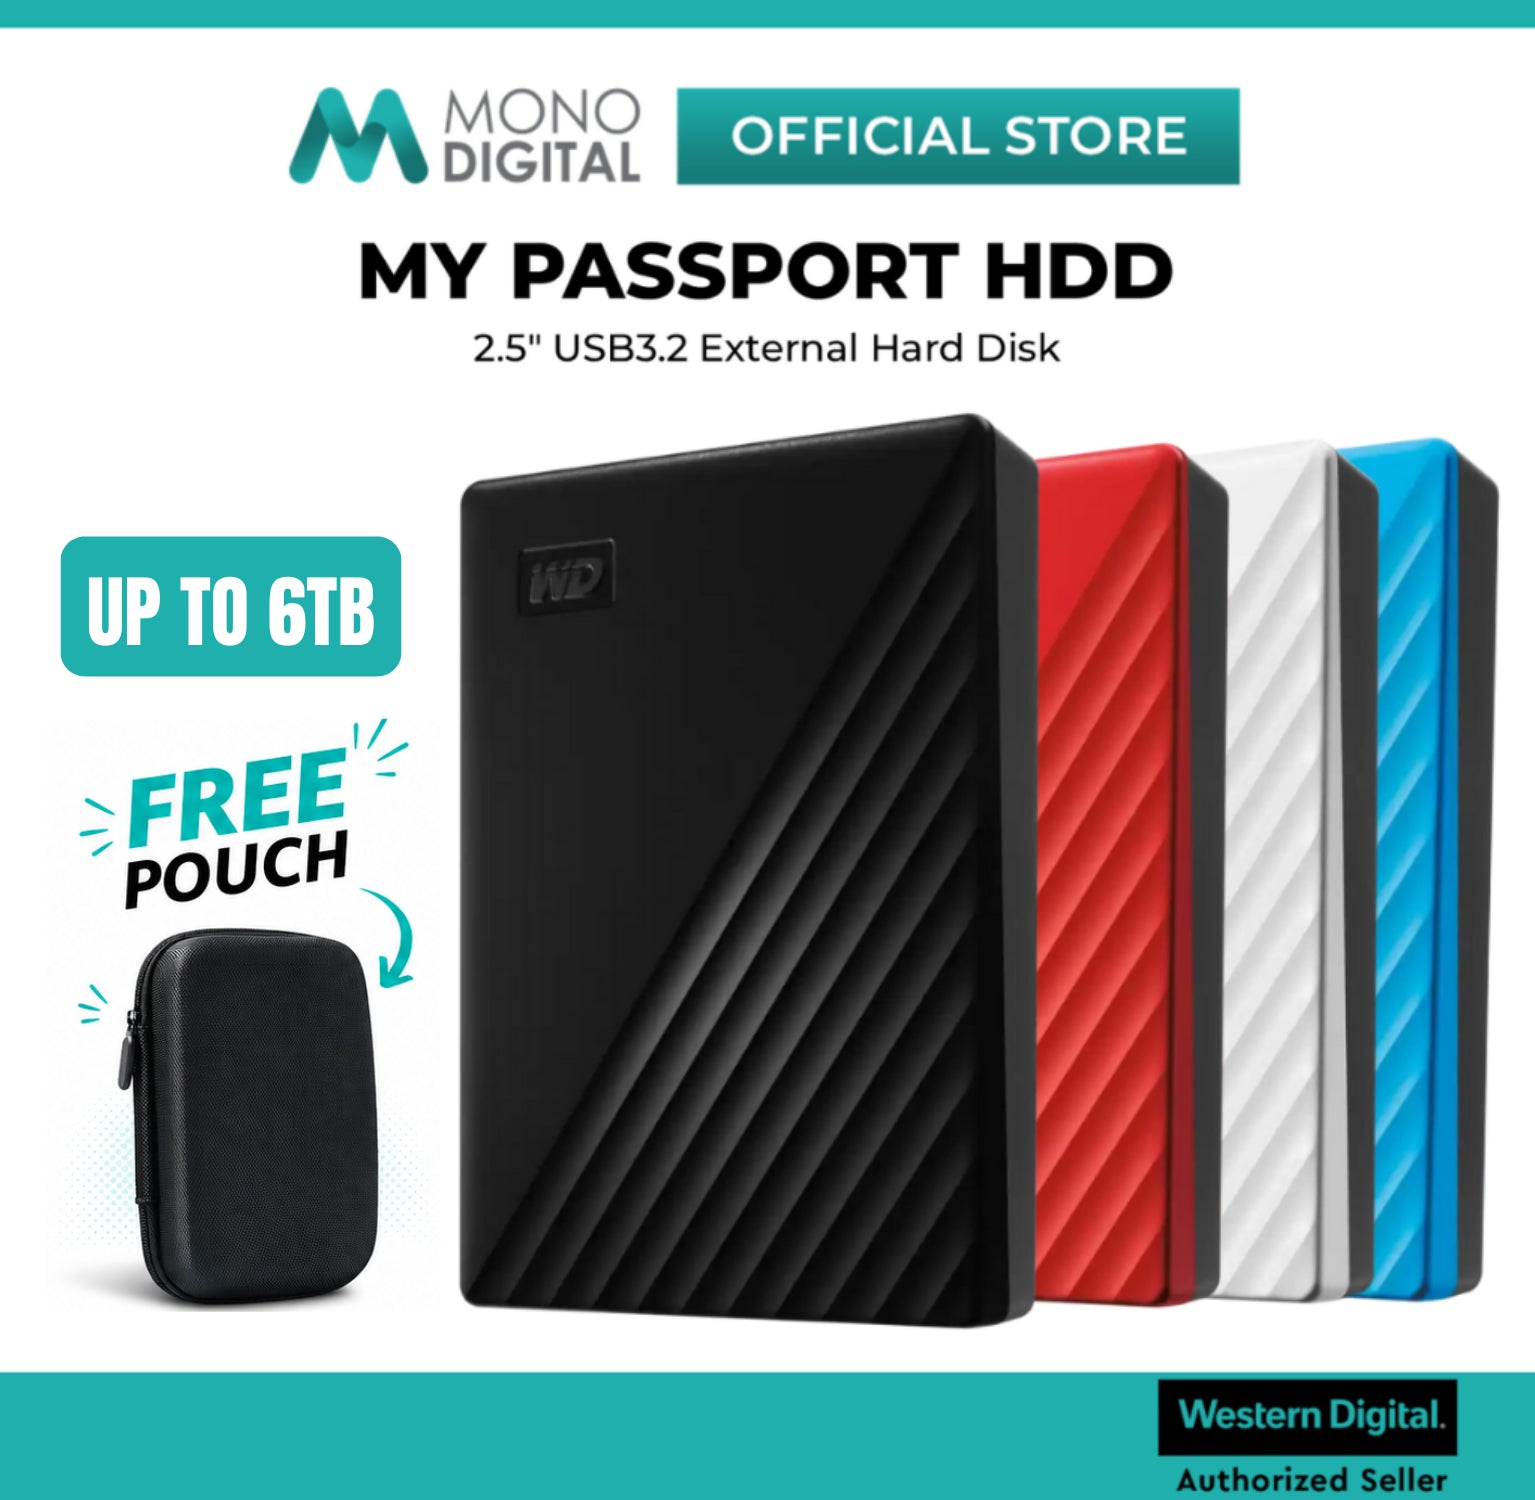 MONO
DIGITAL
OFFICIAL STORE
MY PASSPORT HDD
2.5" USB3.2 External Hard Disk
WD
UP TO 6TB
FREE
POUCH
Western Digital.
Authorized Seller